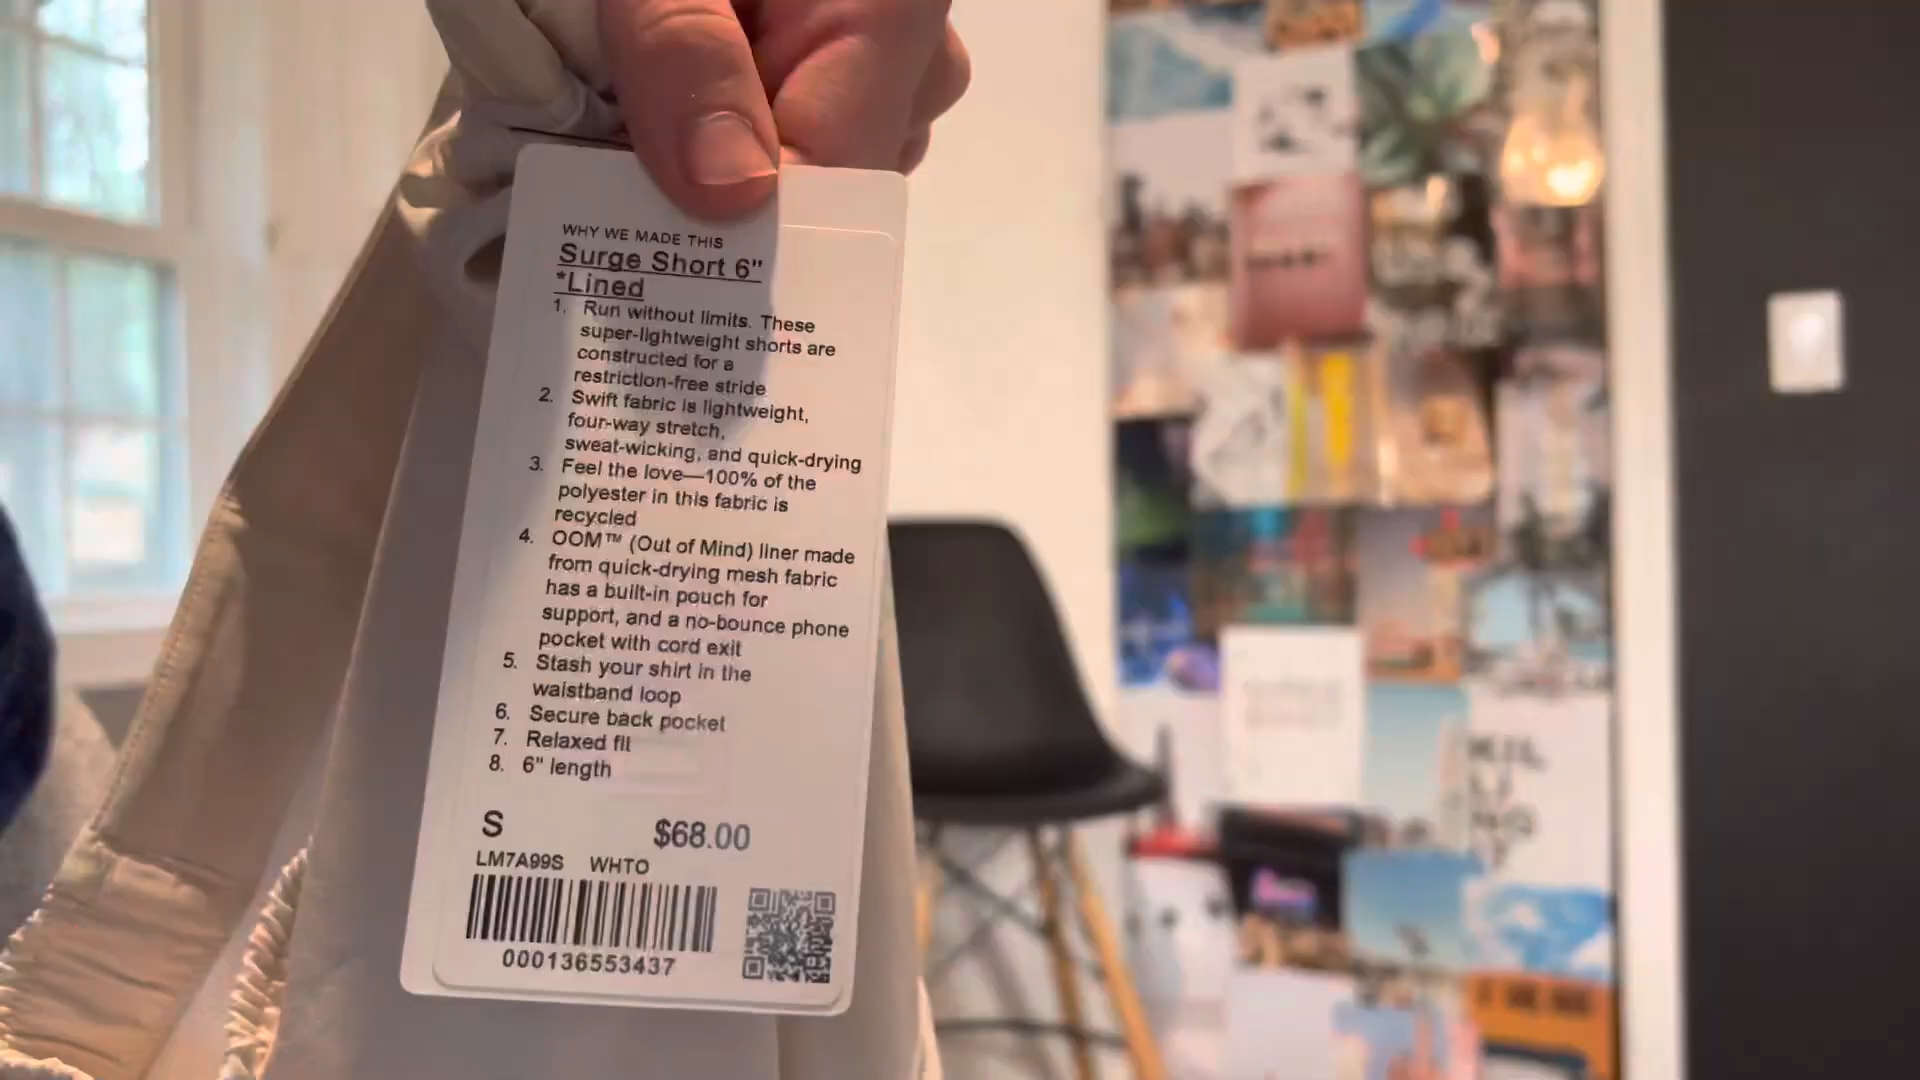 WHY WE MADE THIS
Surge Short 6"
*Lined
1. Run without limits. These
super-lightweight shorts are
constructed for a
restriction-free stride
2. Swift fabric is lightweight,
four-way stretch,
sweat-wicking, and quick-drying
3. Feel the love—100% of the
polyester in this fabric is
recycled
4. OOM™ (Out of Mind) liner made
from quick-drying mesh fabric
has a built-in pouch for
support, and a no-bounce phone
pocket with cord exit
5. Stash your shirt in the
waistband loop
6. Secure back pocket
7. Relaxed fit
8. 6" length
S $68.00
LM7A99S WHTO
000136553437
KIL
LI
NG